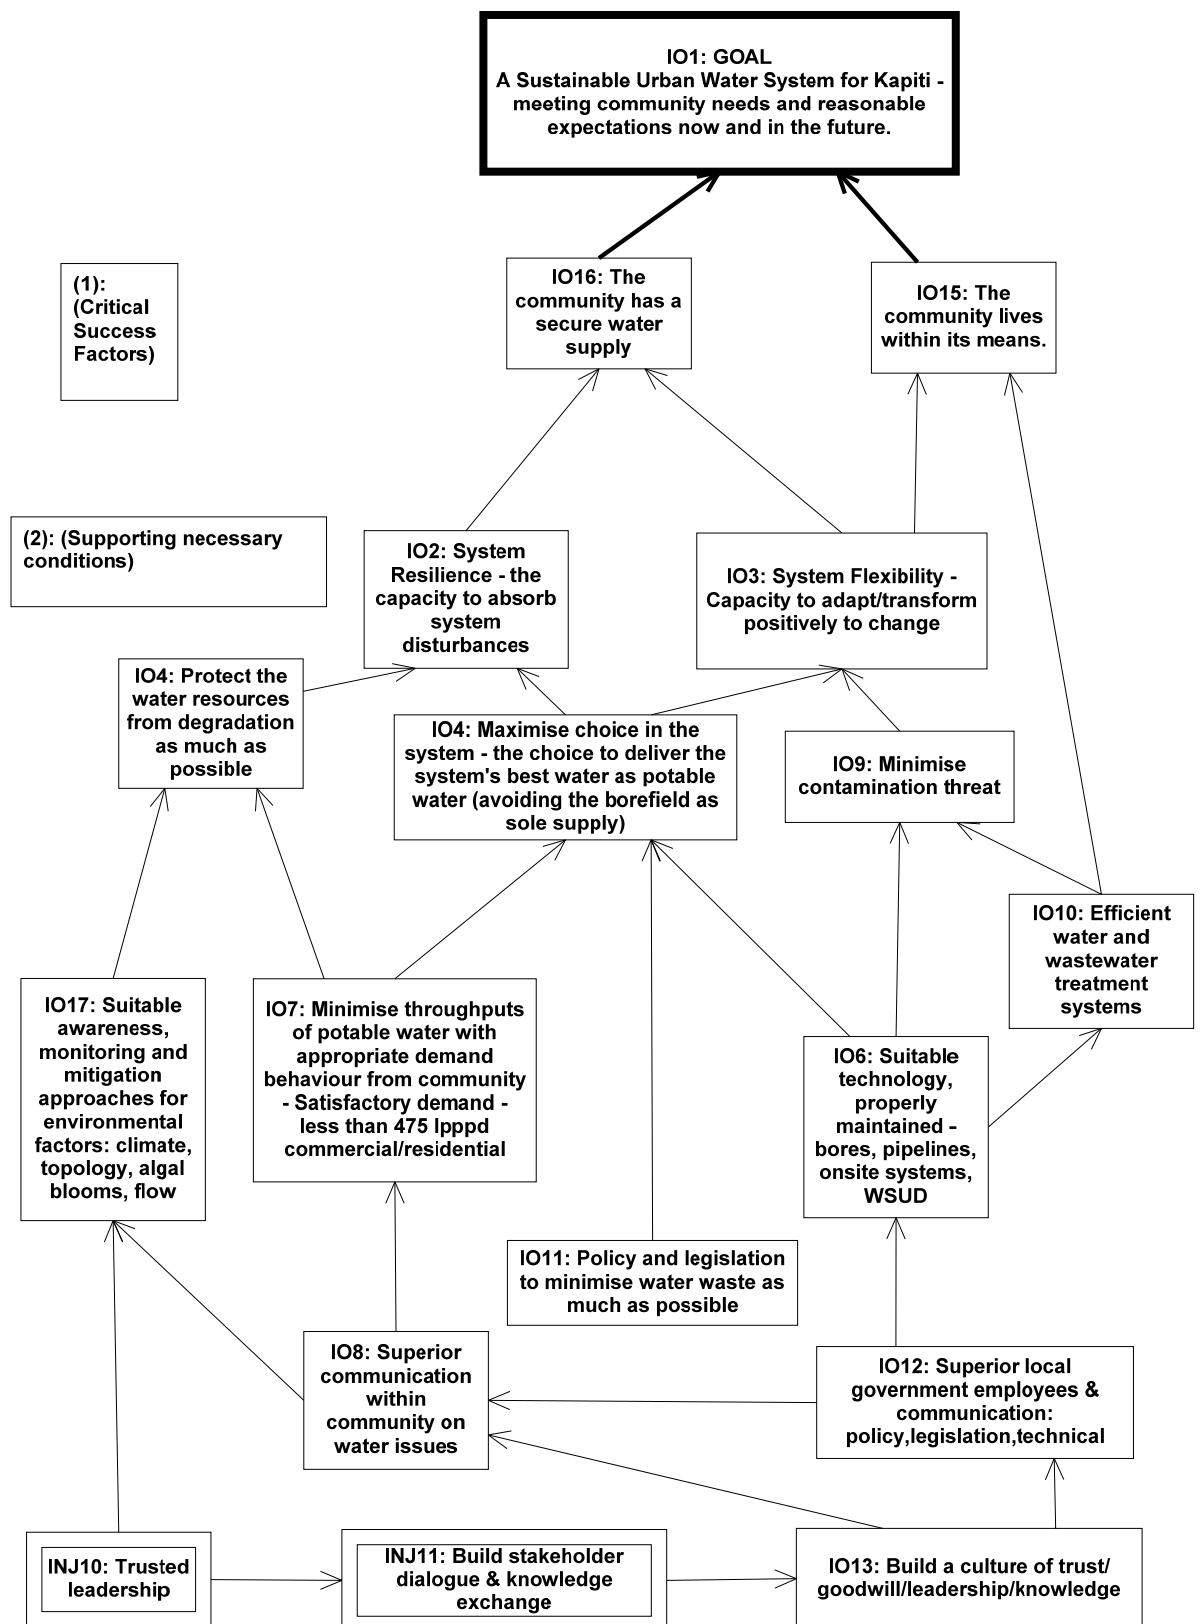 IO1: GOAL
A Sustainable Urban Water System for Kapiti -
meeting community needs and reasonable
expectations now and in the future.
(1):
(Critical
Success
Factors)
IO16: The
community has a
secure water
supply
IO15: The
community lives
within its means.
(2): (Supporting necessary
conditions)
IO2: System
Resilience - the
capacity to absorb
system
disturbances
IO3: System Flexibility -
Capacity to adapt/transform
positively to change
IO4: Protect the
water resources
from degradation
as much as
possible
IO4: Maximise choice in the
system - the choice to deliver the
system's best water as potable
water (avoiding the borefield as
sole supply)
IO9: Minimise
contamination threat
IO10: Efficient
water and
wastewater
treatment
systems
IO17: Suitable
awareness,
monitoring and
mitigation
approaches for
environmental
factors: climate,
topology, algal
blooms, flow
IO7: Minimise throughputs
of potable water with
appropriate demand
behaviour from community
- Satisfactory demand -
less than 475 lpppd
commercial/residential
IO6: Suitable
technology,
properly
maintained –
bores, pipelines,
onsite systems,
WSUD
IO11: Policy and legislation
to minimise water waste as
much as possible
IO8: Superior
communication
within
community on
water issues
IO12: Superior local
government employees &
communication:
policy,legislation,technical
INJ10: Trusted
leadership
INJ11: Build stakeholder
dialogue & knowledge
exchange
IO13: Build a culture of trust/
goodwill/leadership/knowledge